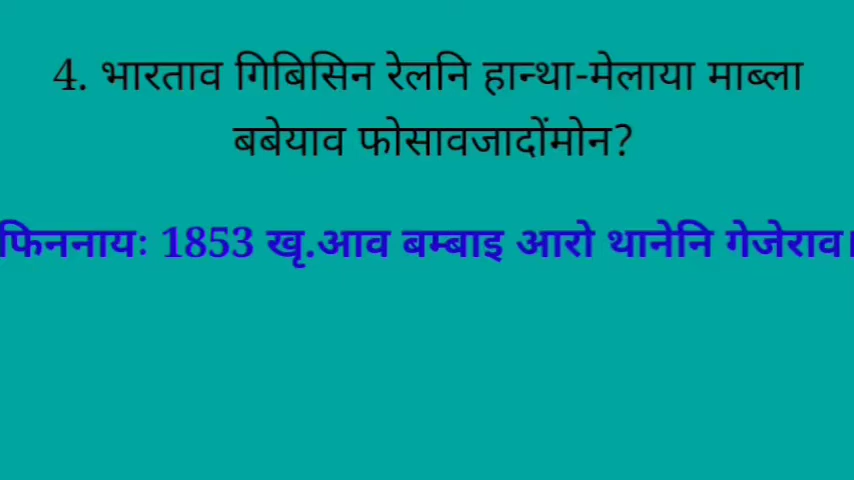 4. भारताव गिबिसिन रेलनि हान्था-मेलाया माब्ला
बबेयाव फोसावजादोंमोन?
फिननायः 1853 खृ.आव बम्बाइ आरो थानेनि गेजेराव।